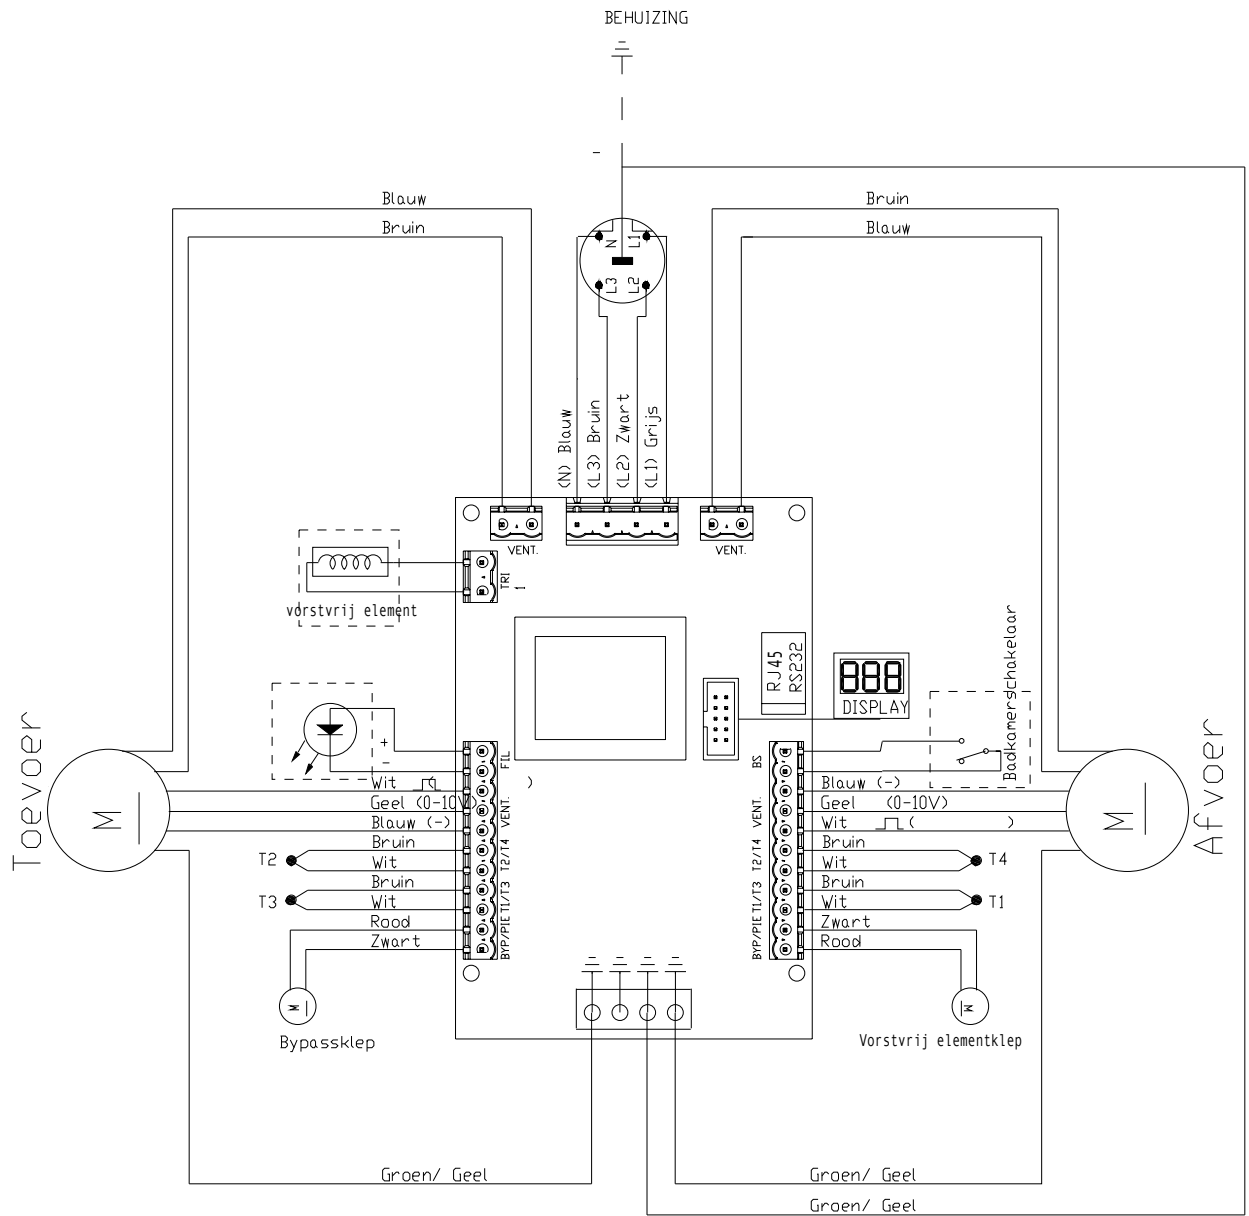 BEHUIZING
Blauw
Bruin
Bruin
Blauw
N
L1
L3
L2
(N) Blauw
(L3) Bruin
(L2) Zwart
(L1) Grijs
VENT.
VENT.
TRI
1
vorstvrij element
RJ45
RS232
DISPLAY
Badkamerschakelaar
Toevoer
M
Afvoer
M
+
-
FIL
BS
Wit ( )
Geel (0-10V)
Blauw (-)
VENT.
Bruin
Wit
T2/T4
T2
Bruin
Wit
T1/T3
T3
Rood
Zwart
BYP/PIE
M
Bypassklep
Blauw (-)
Geel (0-10V)
Wit ( )
VENT.
Bruin
Wit
T2/T4
T4
Bruin
Wit
T1/T3
T1
Zwart
Rood
BYP/PIE
M
Vorstvrij elementklep
Groen/ Geel
Groen/ Geel
Groen/ Geel